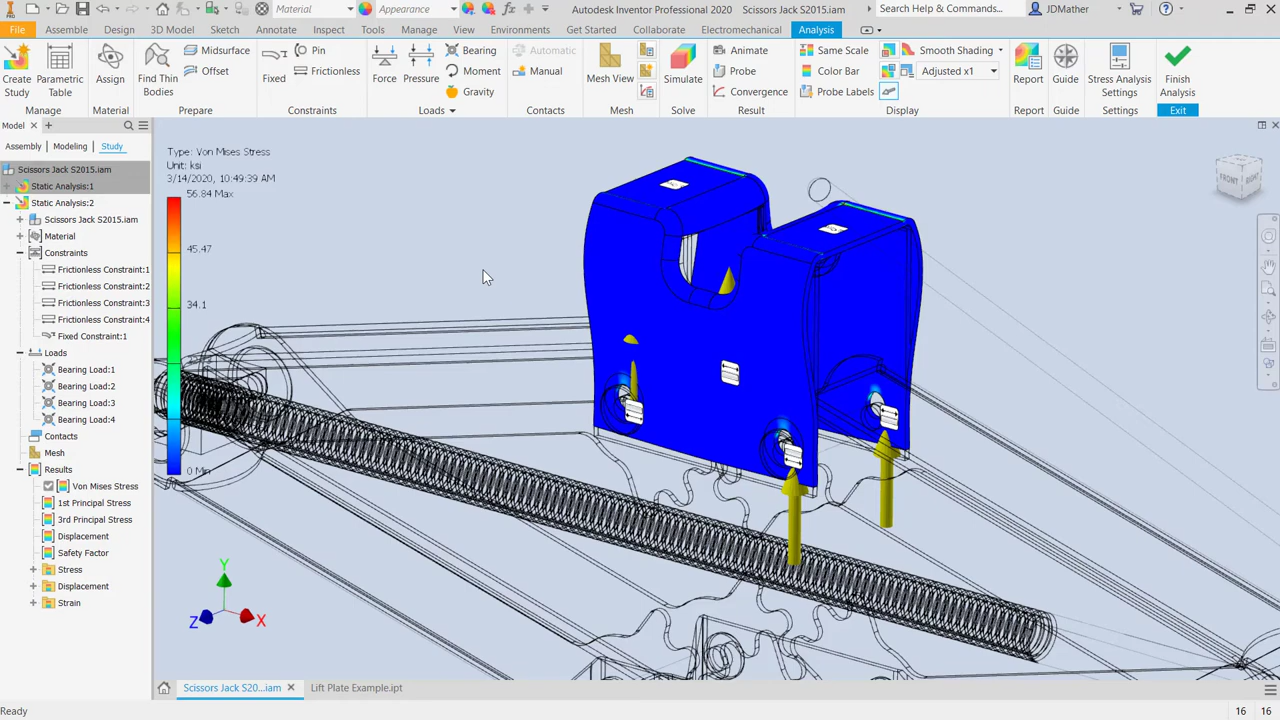 Material
Appearance
Autodesk Inventor Professional 2020 Scissors Jack S2015.iam
Search Help & Commands...
JDMather
File Assembly Design 3D Model Sketch Annotate Inspect Tools Manage View Environments Get Started Collaborate Electromechanical Analysis
Create Study
Parametric Table
Manage
Assign
Material
Find Thin Bodies
Midsurface
Offset
Prepare
Fixed
Pin
Frictionless
Constraints
Force
Pressure
Bearing
Moment
Gravity
Loads
Automatic
Manual
Contacts
Mesh View
Mesh
Simulate
Solve
Animate
Probe
Convergence
Result
Same Scale
Color Bar
Probe Labels
Smooth Shading
Adjusted x1
Display
Report
Report
Guide
Guide
Stress Analysis Settings
Settings
Finish Analysis
Exit
Model
Assembly Modeling Study
Scissors Jack S2015.iam
Static Analysis:1
Static Analysis:2
Scissors Jack S2015.iam
Material
Constraints
Frictionless Constraint:1
Frictionless Constraint:2
Frictionless Constraint:3
Frictionless Constraint:4
Fixed Constraint:1
Loads
Bearing Load:1
Bearing Load:2
Bearing Load:3
Bearing Load:4
Contacts
Mesh
Results
Von Mises Stress
1st Principal Stress
3rd Principal Stress
Displacement
Safety Factor
Stress
Displacement
Strain
Type: Von Mises Stress
Unit: ksi
3/14/2020, 10:49:39 AM
56.84 Max
45.47
34.1
0 Min
FRONT RIGHT
Y
Z
X
Scissors Jack S20...iam
Lift Plate Example.ipt
Ready
16 16